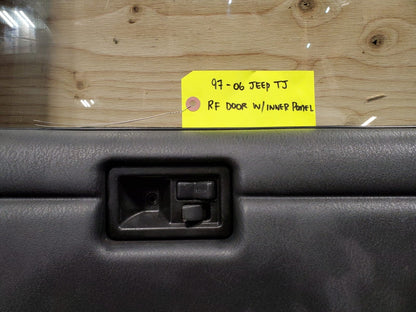 97-06 JEEP TJ
RF DOOR W/INNER PANEL